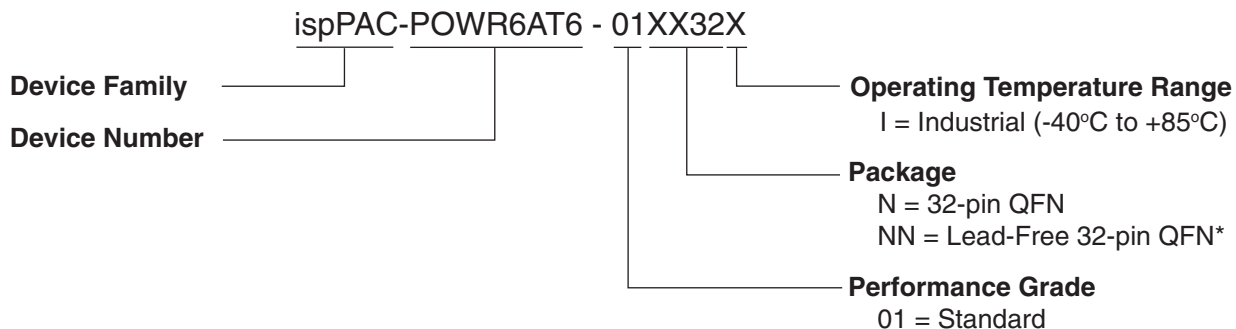 ispPAC-POWR6AT6 - 01XX32X
Device Family
Device Number
Operating Temperature Range
I = Industrial (-40°C to +85°C)
Package
N = 32-pin QFN
NN = Lead-Free 32-pin QFN*
Performance Grade
01 = Standard